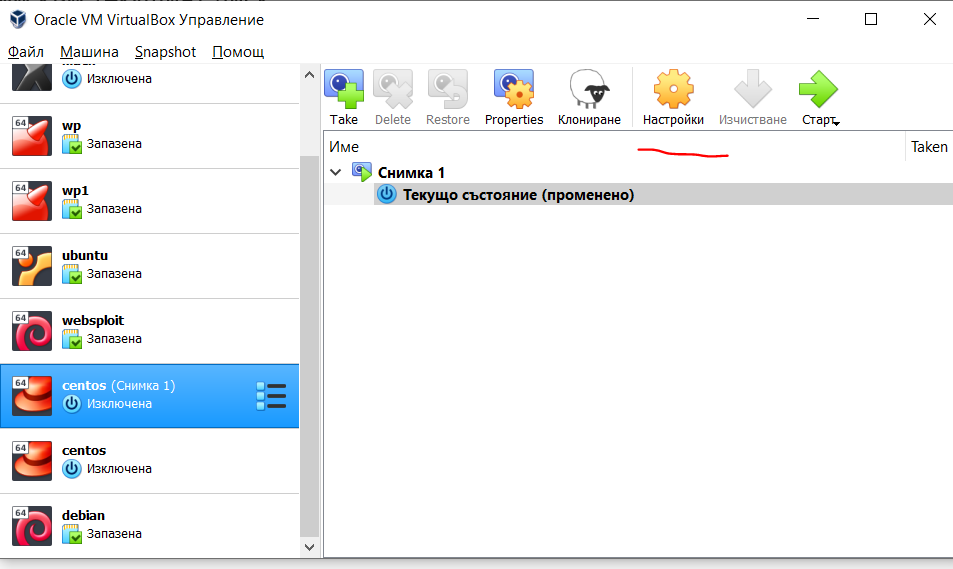 Oracle VM VirtualBox Управление
Файл Машина Snapshot Помощ
Изключена
64 wp
Запазена
64 wp1
Запазена
64 ubuntu
Запазена
64 websploit
Запазена
64 centos (Снимка 1)
Изключена
64 centos
Изключена
64 debian
Запазена
Take Delete Restore Properties Клониране Настройки Изчистване Старт
Име Taken
Снимка 1
Текущо състояние (променено)